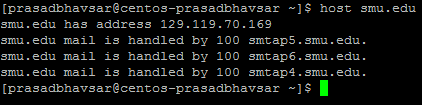 [prasadbhavsar@centos-prasadbhavsar ~]$ host smu.edu
smu.edu has address 129.119.70.169
smu.edu mail is handled by 100 smtap5.smu.edu.
smu.edu mail is handled by 100 smtap6.smu.edu.
smu.edu mail is handled by 100 smtap4.smu.edu.
[prasadbhavsar@centos-prasadbhavsar ~]$